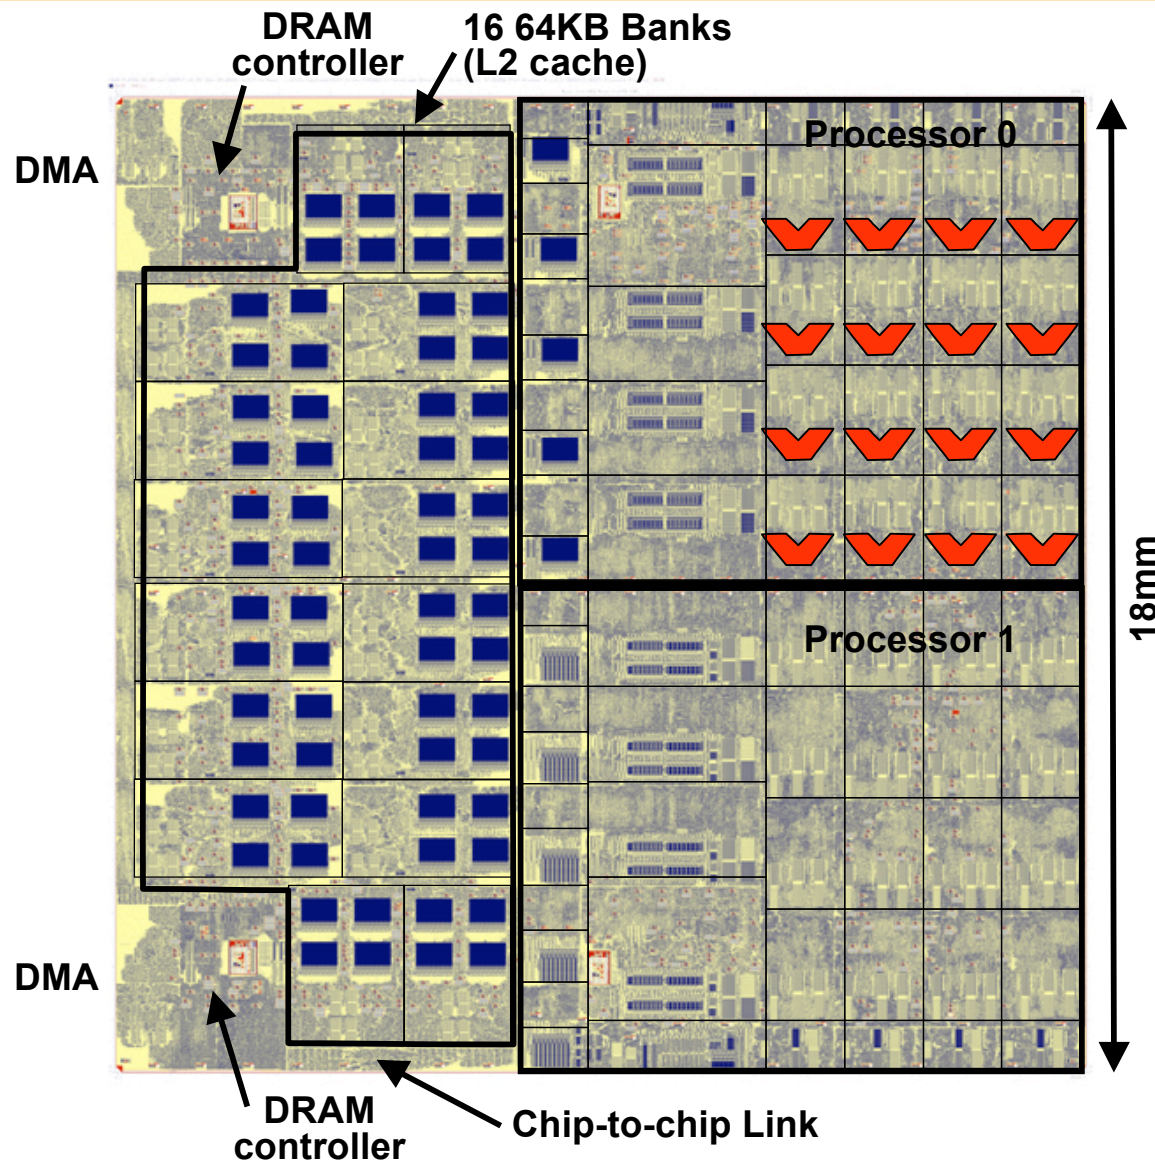 DRAM
controller
16 64KB Banks
(L2 cache)
DMA
Processor 0
18mm
Processor 1
DMA
DRAM
controller
Chip-to-chip Link